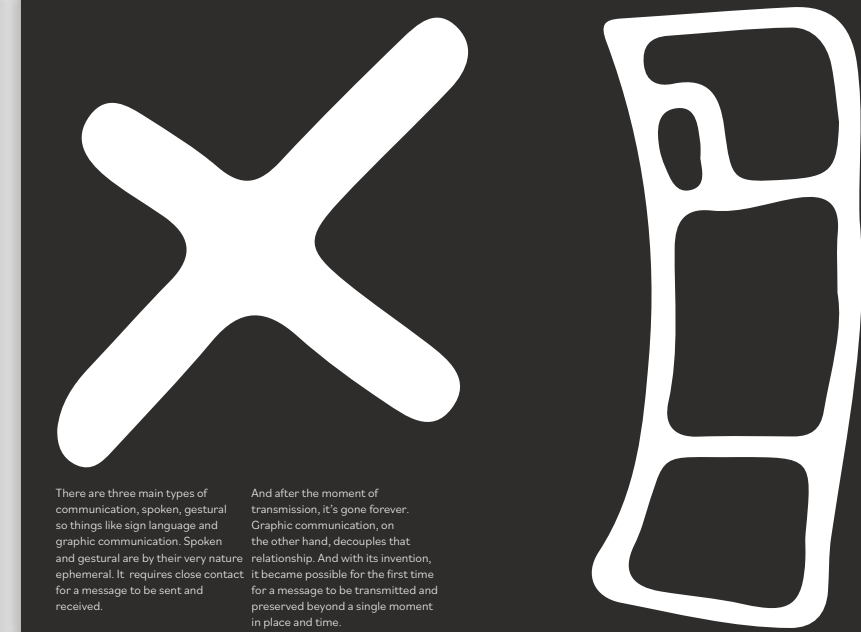 There are three main types of
communication, spoken, gestural
so things like sign language and
graphic communication. Spoken
and gestural are by their very nature
ephemeral. It requires close contact
for a message to be sent and
received.
And after the moment of
transmission, it’s gone forever.
Graphic communication, on
the other hand, decouples that
relationship. And with its invention,
it became possible for the first time
for a message to be transmitted and
preserved beyond a single moment
in place and time.